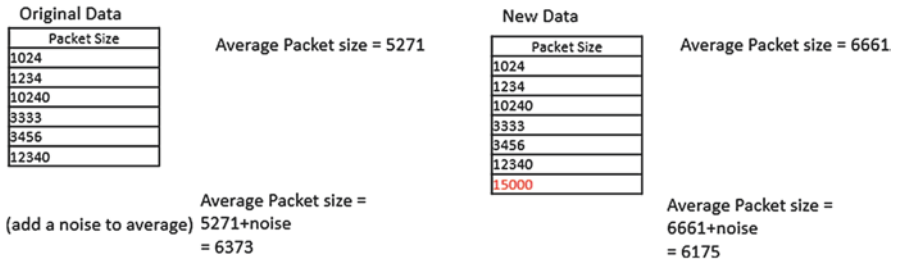 Original Data
Packet Size
1024
1234
10240
3333
3456
12340
Average Packet size = 5271
(add a noise to average)
Average Packet size =
5271+noise
= 6373
New Data
Packet Size
1024
1234
10240
3333
3456
12340
15000
Average Packet size = 6661
Average Packet size =
6661+noise
= 6175